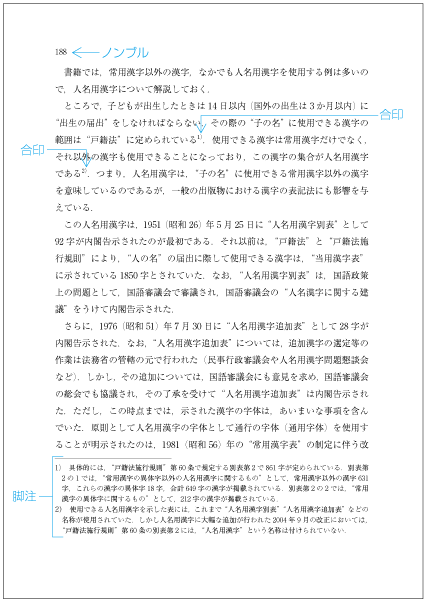 188 ノンブル
書籍では，常用漢字以外の漢字，なかでも人名用漢字を使用する例は多いの
で，人名用漢字について解説しておく．
ところで，子どもが出生したときは14日以内（国外の出生は3か月以内）に
合印
“出生の届出”をしなければならない．その際の“子の名”に使用できる漢字の
範囲は“戸籍法”に定められている1)．使用できる漢字は常用漢字だけでなく，
合印
それ以外の漢字も使用できることになっており，この漢字の集合が人名用漢字
である2)．つまり，人名用漢字は，“子の名”に使用できる常用漢字以外の漢字
を意味しているのであるが，一般の出版物における漢字の表記法にも影響を与
えている．
この人名用漢字は，1951（昭和26）年5月25日に“人名用漢字別表”として
92字が内閣告示されたのが最初である．それ以前は，“戸籍法”と“戸籍法施
行規則”により，“人の名”の届出に際して使用できる漢字は，“当用漢字表”
に示されている1850字とされていた．なお，“人名用漢字別表”は，国語政策
上の問題として，国語審議会で審議され，国語審議会の“人名漢字に関する建
議”をうけて内閣告示された．
さらに，1976（昭和51）年7月30日に“人名用漢字追加表”として28字が
内閣告示された．なお，“人名用漢字追加表”については，追加漢字の選定等の
作業は法務省の管轄の元で行われた（民事行政審議会や人名用漢字問題懇談会
など）．しかし，その追加については，国語審議会にも意見を求め，国語審議会
の総会でも協議され，その了承を受けて“人名用漢字追加表”は内閣告示され
た．ただし，この時点までは，示された漢字の字体は，あいまいな事項を含ん
でいた．原則として人名用漢字の字体として通行の字体（通用字体）を使用す
ることが明示されたのは，1981（昭和56）年の“常用漢字表”の制定に伴う改
脚注
1) 具体的には，“戸籍法施行規則”第60条で規定する別表第2で861字が定められている．別表第
2の1では，“常用漢字の異体字以外の人名用漢字に関するもの”として，常用漢字以外の漢字631
字，これらの漢字の異体字18字，合計649字の漢字が掲載されている．別表第2の2では，“常用
漢字の異体字に関するもの”として，212字の漢字が掲載されている．
2) 使用できる人名用漢字を示した表には，これまで“人名用漢字別表”“人名用漢字追加表”などの
名称が使用されていた．しかし人名用漢字に大幅な追加が行われた2004年9月の改正においては，
“戸籍法施行規則”第60条の別表第2には，“人名用漢字”という名称は付けられていない．